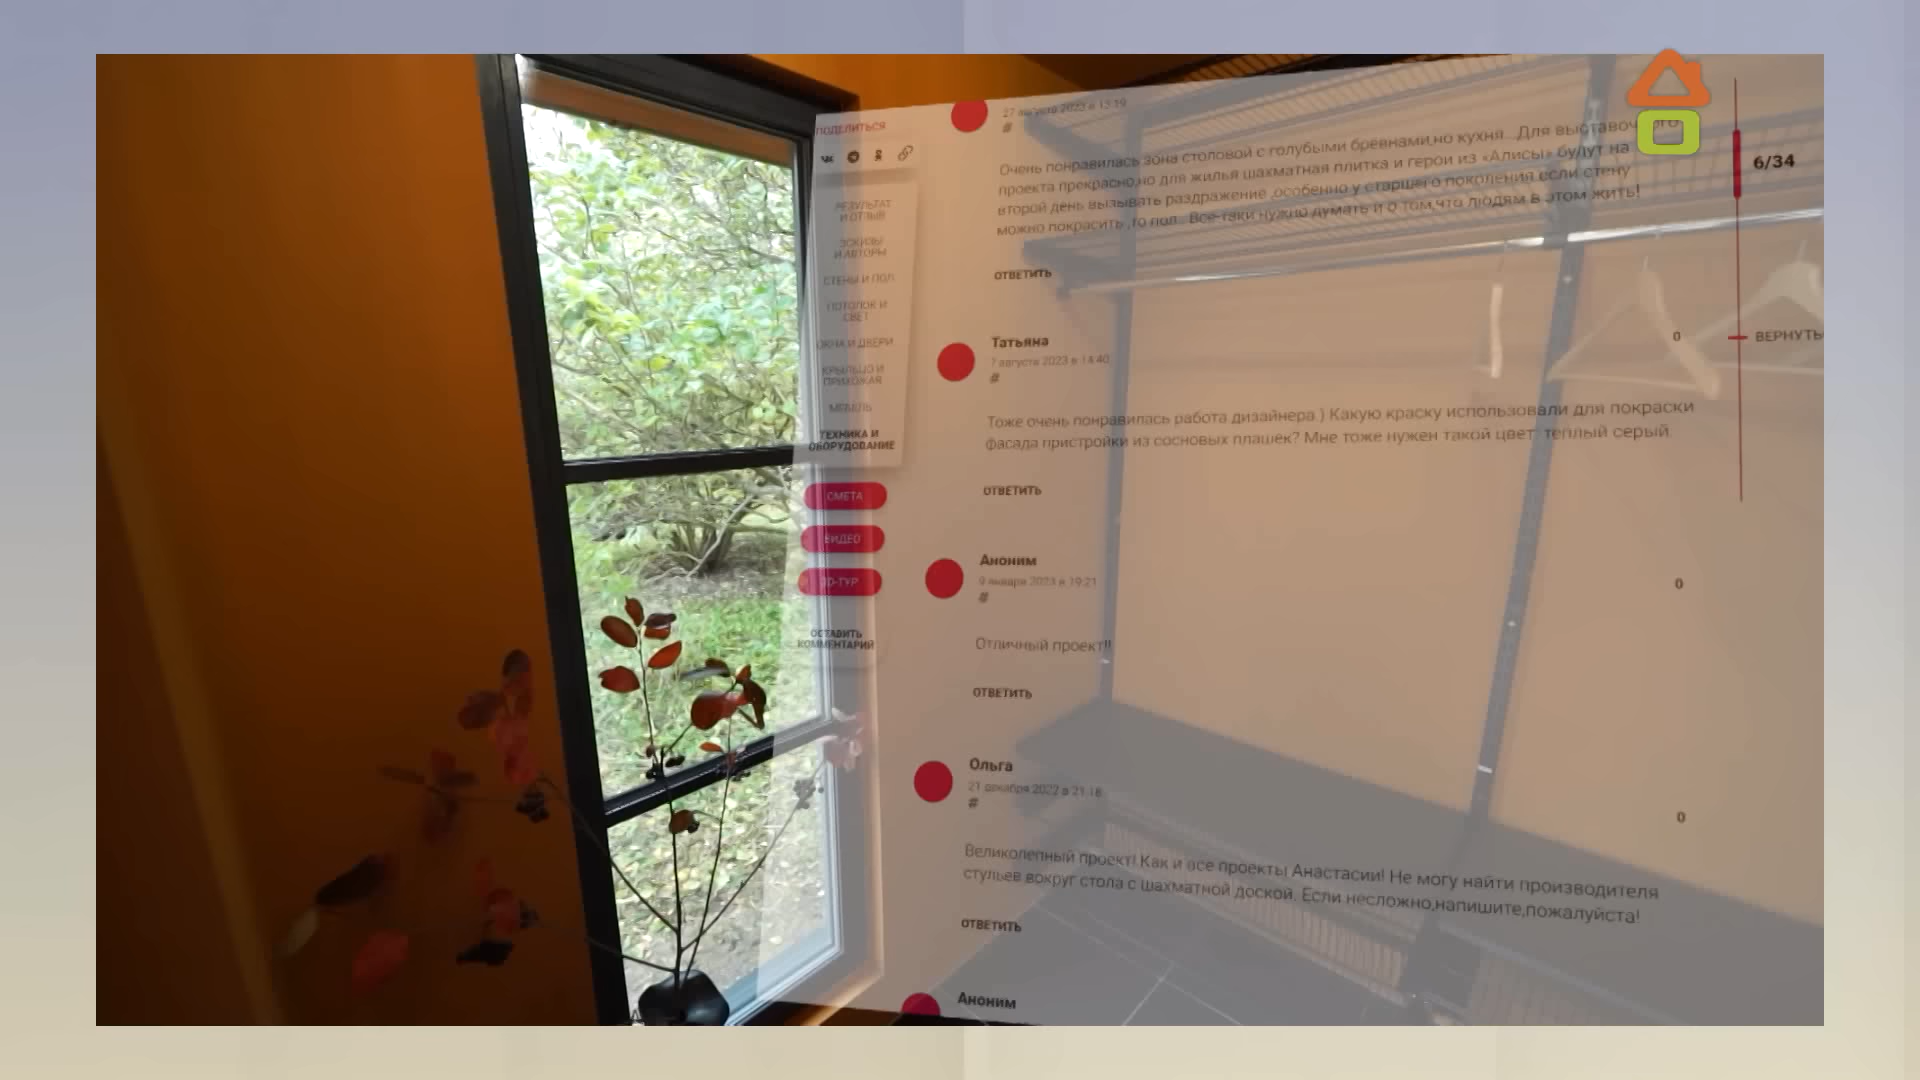 ПОДЕЛИТЬСЯ
РЕЗУЛЬТАТ
И ОТЗЫВ
ЭСКИЗЫ
И АВТОРЫ
СТЕНЫ И ПОЛ
ПОТОЛОК И
СВЕТ
ОКНА И ДВЕРИ
КРЫЛЬЦО И
ПРИХОЖАЯ
МЕБЕЛЬ
ТЕХНИКА И
ОБОРУДОВАНИЕ
СМЕТА
ВИДЕО
3D-ТУР
ОСТАВИТЬ
КОММЕНТАРИЙ
27 августа 2023 в 13:19
#
Очень понравилась зона столовой с голубыми брёвнами,но кухня...Для выставочного
проекта прекрасно,но для жилья шахматная плитка и герои из «Алисы» будут на
второй день вызывать раздражение ,особенно у старшего поколения.если стену
можно покрасить ,то пол.. Все-таки нужно думать и о том,что людям в этом жить!
ОТВЕТИТЬ
6/34
Татьяна
7 августа 2023 в 14:40
#
0
ВЕРНУТЬ
Тоже очень понравилась работа дизайнера ) Какую краску использовали для покраски
фасада пристройки из сосновых плашек? Мне тоже нужен такой цвет теплый серый.
ОТВЕТИТЬ
Аноним
9 января 2023 в 19:21
#
0
Отличный проект!!
ОТВЕТИТЬ
Ольга
21 декабря 2022 в 21:18
#
0
Великолепный проект! Как и все проекты Анастасии! Не могу найти производителя
стульев вокруг стола с шахматной доской. Если несложно,напишите,пожалуйста!
ОТВЕТИТЬ
Аноним